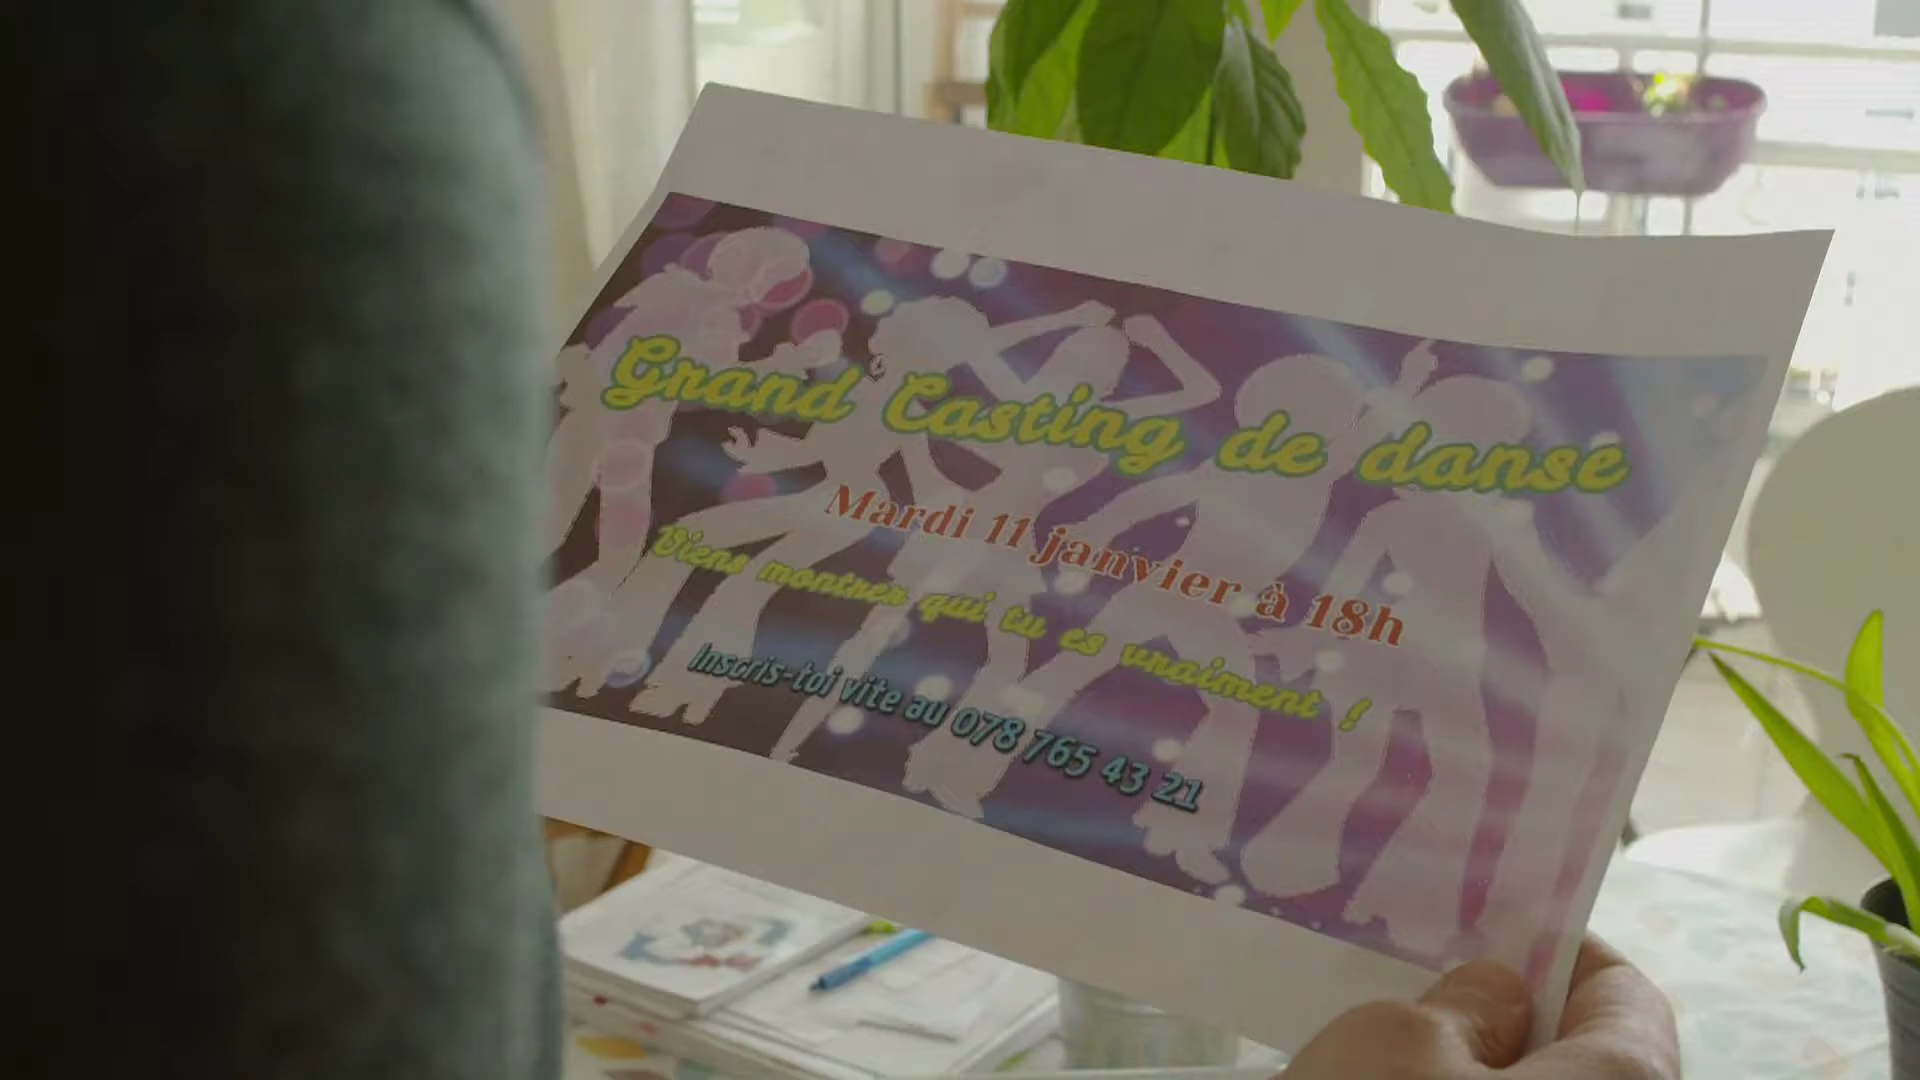 Grand Casting de danse
Mardi 11 janvier à 18h
Viens montrer qui tu es vraiment !
Inscris-toi vite au 078 765 43 21